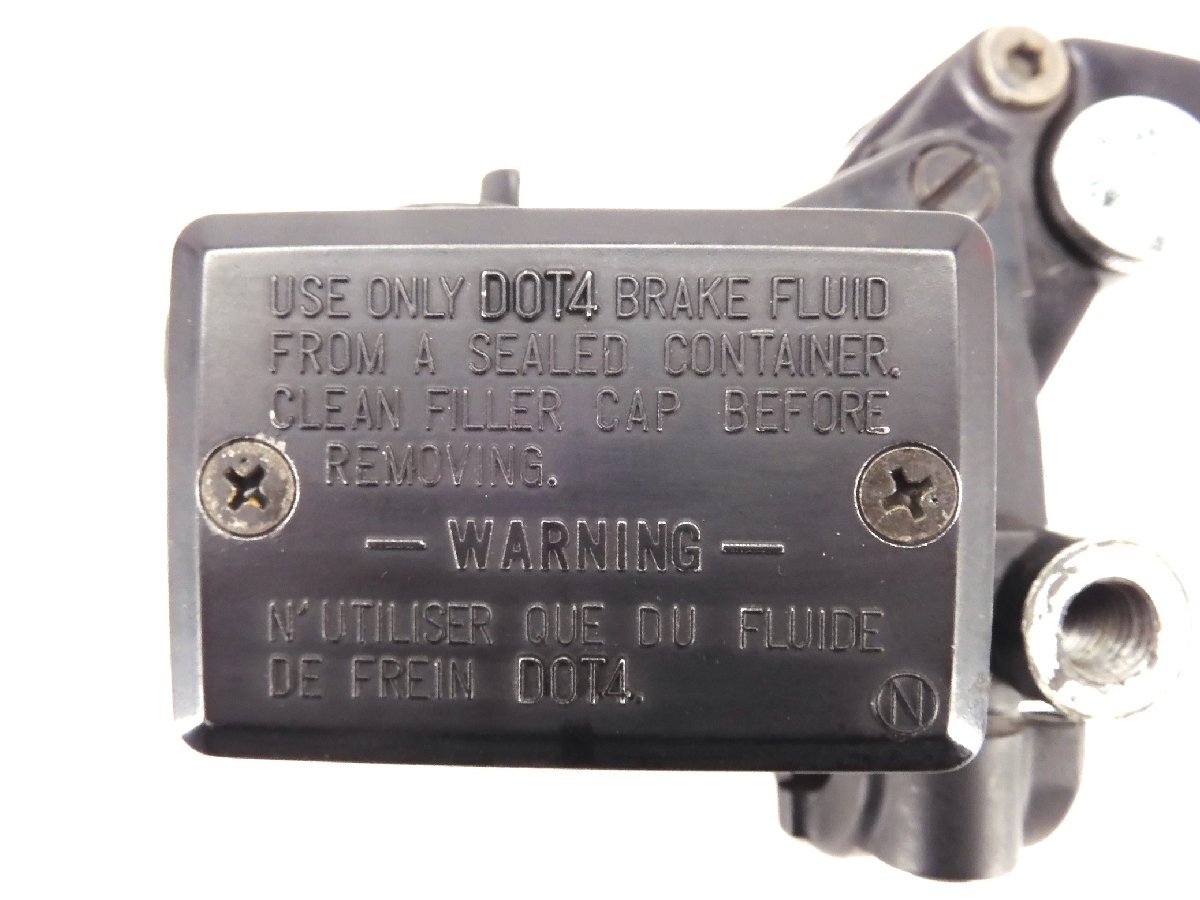 USE ONLY DOT4 BRAKE FLUID
FROM A SEALED CONTAINER.
CLEAN FILLER CAP BEFORE
REMOVING.
— WARNING —
N'UTILISER QUE DU FLUIDE
DE FREIN DOT4.
N